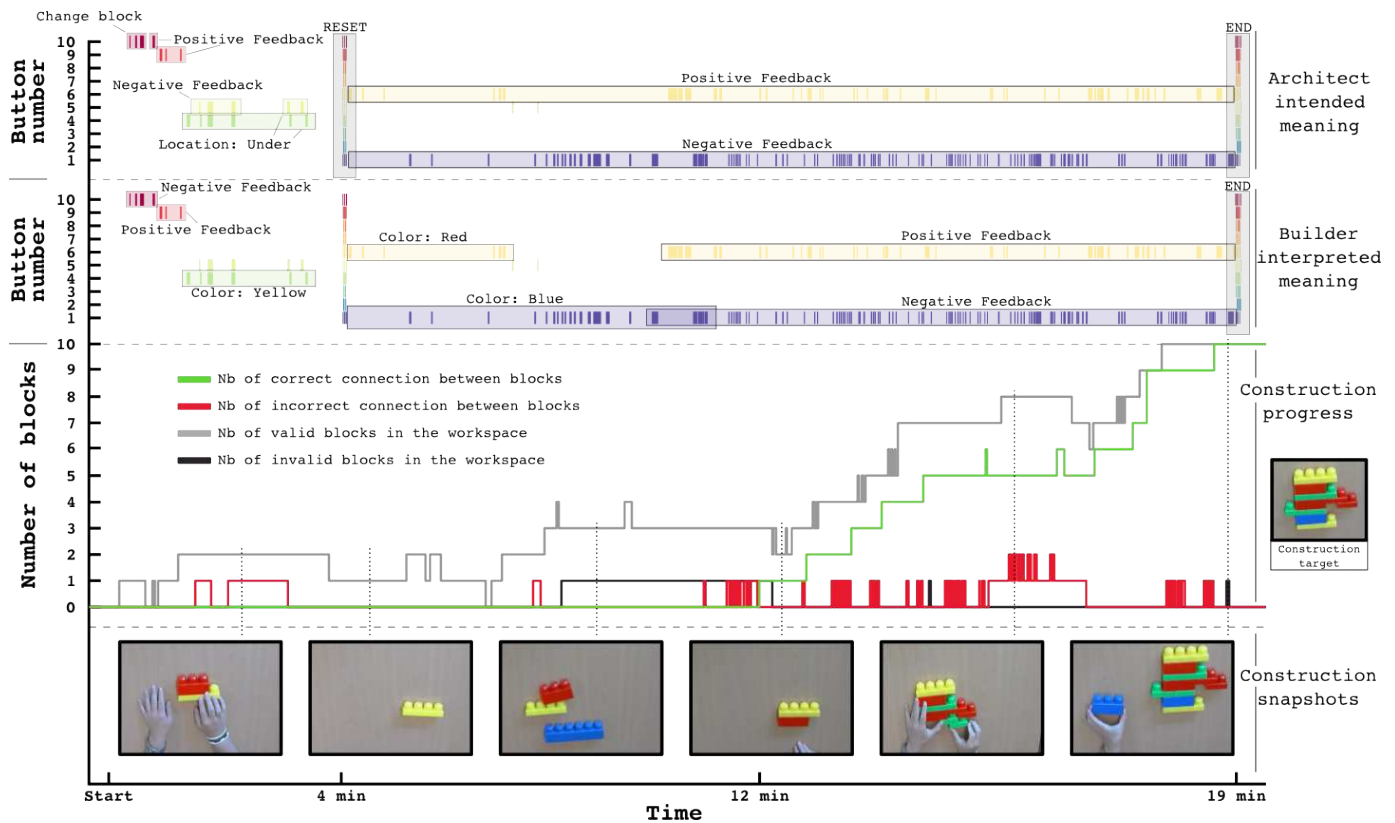 Change block
RESET
END
Positive Feedback
10
9
8
7
6
5
4
3
2
1
Button
number
Negative Feedback
Location: Under
Positive Feedback
Negative Feedback
Architect
intended
meaning
Negative Feedback
END
10
9
8
7
6
5
4
3
2
1
Button
number
Positive Feedback
Color: Yellow
Color: Red
Positive Feedback
Color: Blue
Negative Feedback
Builder
interpreted
meaning
10
9
8
7
6
5
4
3
2
1
0
Number of blocks
Nb of correct connection between blocks
Nb of incorrect connection between blocks
Nb of valid blocks in the workspace
Nb of invalid blocks in the workspace
Construction
progress
Construction
target
Construction
snapshots
Start
4 min
12 min
19 min
Time